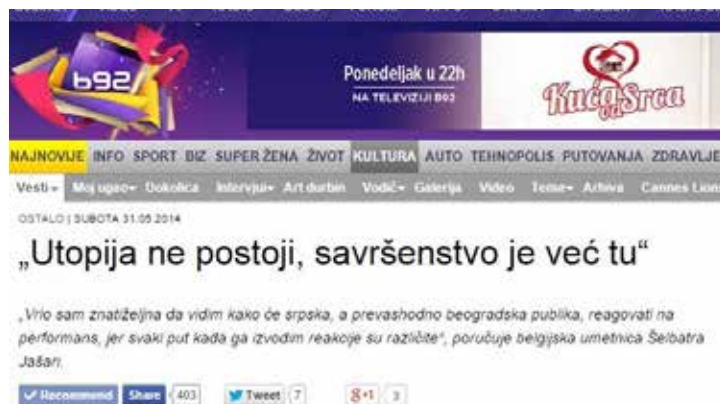 b92
Ponedeljak u 22h
NA TELEVIZIJI B92
Kuća od Srca
NAJNOVIJE INFO SPORT BIZ SUPER ŽENA ŽIVOT KULTURA AUTO TEHNOPOLIS PUTOVANJA ZDRAVLJE
Vesti Moj ugao Dokolica Intervjui Art durbin Vodič Galerija Video Teme Arhiva Cannes Lions
OSTALO | SUBOTA 31.05.2014
„Utopija ne postoji, savršenstvo je već tu“
„Vrlo sam znatiželjna da vidim kako će srpska, a prevashodno beogradska publika, reagovati na
performans, jer svaki put kada ga izvodim reakcije su različite“, poručuje belgijska umetnica Šelbatra
Jašari.
Recommend Share 403 Tweet 7 g+1 3